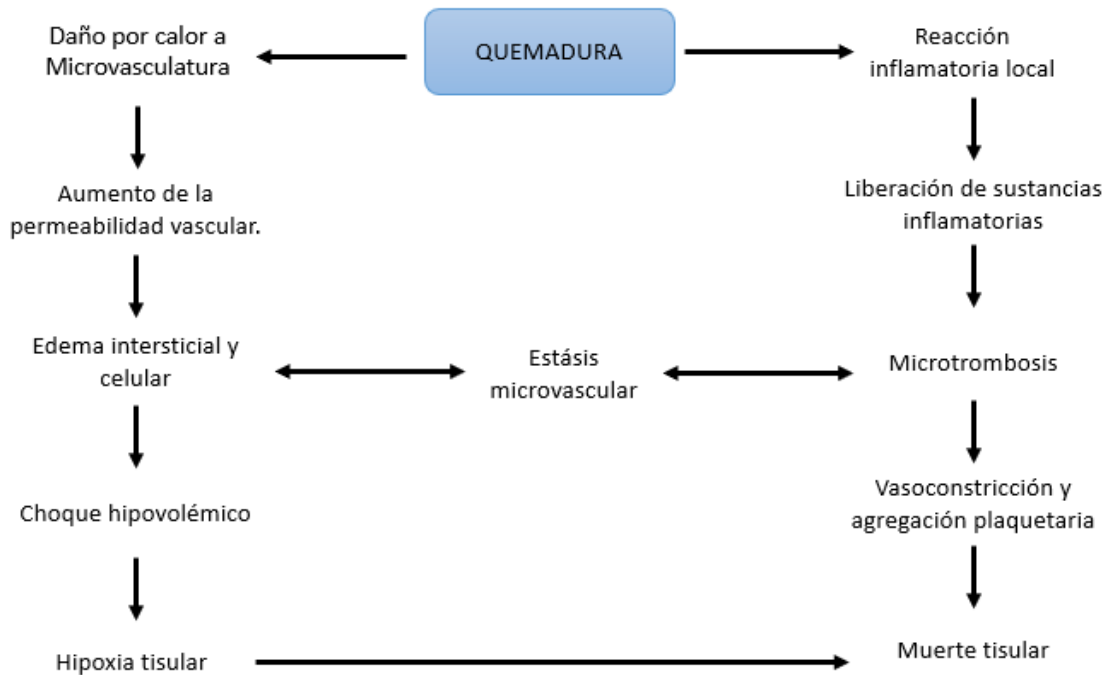 Daño por calor a
Microvasculatura
QUEMADURA
Reacción
inflamatoria local
Aumento de la
permeabilidad vascular.
Liberación de sustancias
inflamatorias
Edema intersticial y
celular
Estásis
microvascular
Microtrombosis
Choque hipovolémico
Vasoconstricción y
agregación plaquetaria
Hipoxia tisular
Muerte tisular